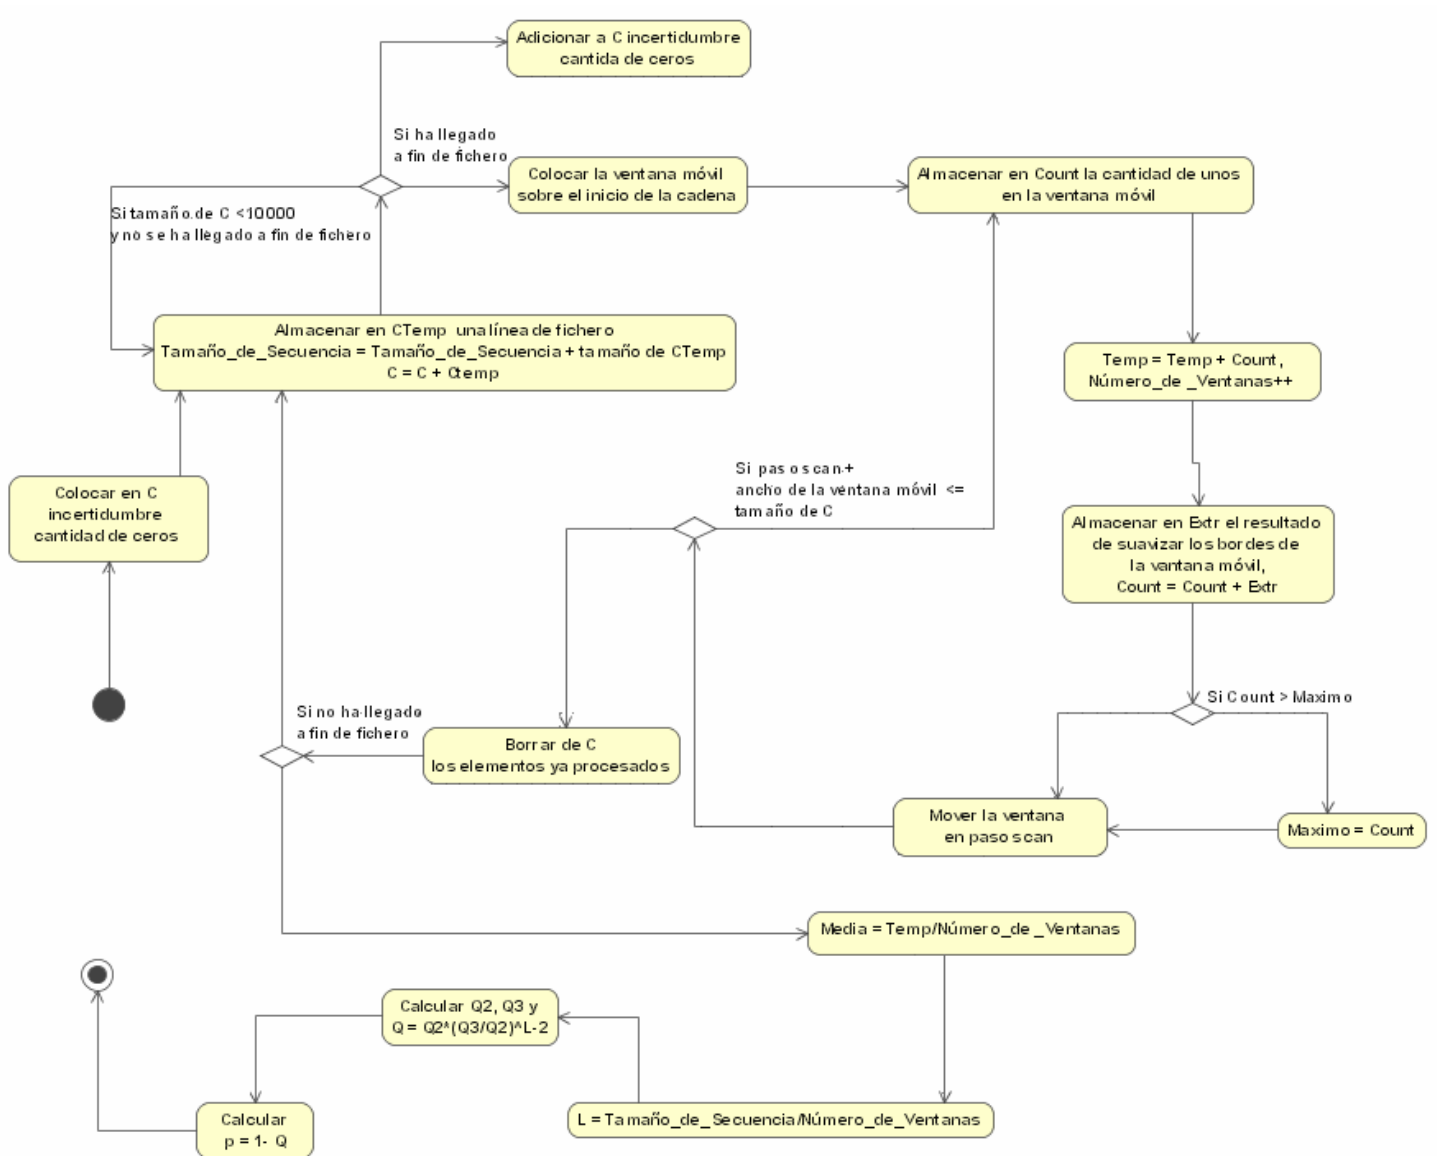 Adicionar a C incertidumbre
cantida de ceros
Si ha llegado
a fin de fichero
Colocar la ventana móvil
sobre el inicio de la cadena
Almacenar en Count la cantidad de unos
en la ventana móvil
Si tamaño de C <10000
y no se ha llegado a fin de fichero
Almacenar en CTemp una línea de fichero
Tamaño_de_Secuencia = Tamaño_de_Secuencia + tamaño de CTemp
C = C + Ctemp
Temp = Temp + Count,
Número_de _Ventanas++
Colocar en C
incertidumbre
cantidad de ceros
Si paso scan +
ancho de la ventana móvil <=
tamaño de C
Almacenar en Extr el resultado
de suavizar los bordes de
la vantana móvil,
Count = Count + Extr
Si Count > Maximo
Si no ha llegado
a fin de fichero
Borrar de C
los elementos ya procesados
Mover la ventana
en paso scan
Maximo = Count
Media = Temp/Número_de _Ventanas
Calcular Q2, Q3 y
Q = Q2*(Q3/Q2)^L-2
Calcular
p = 1- Q
L = Tamaño_de_Secuencia/Número_de_Ventanas